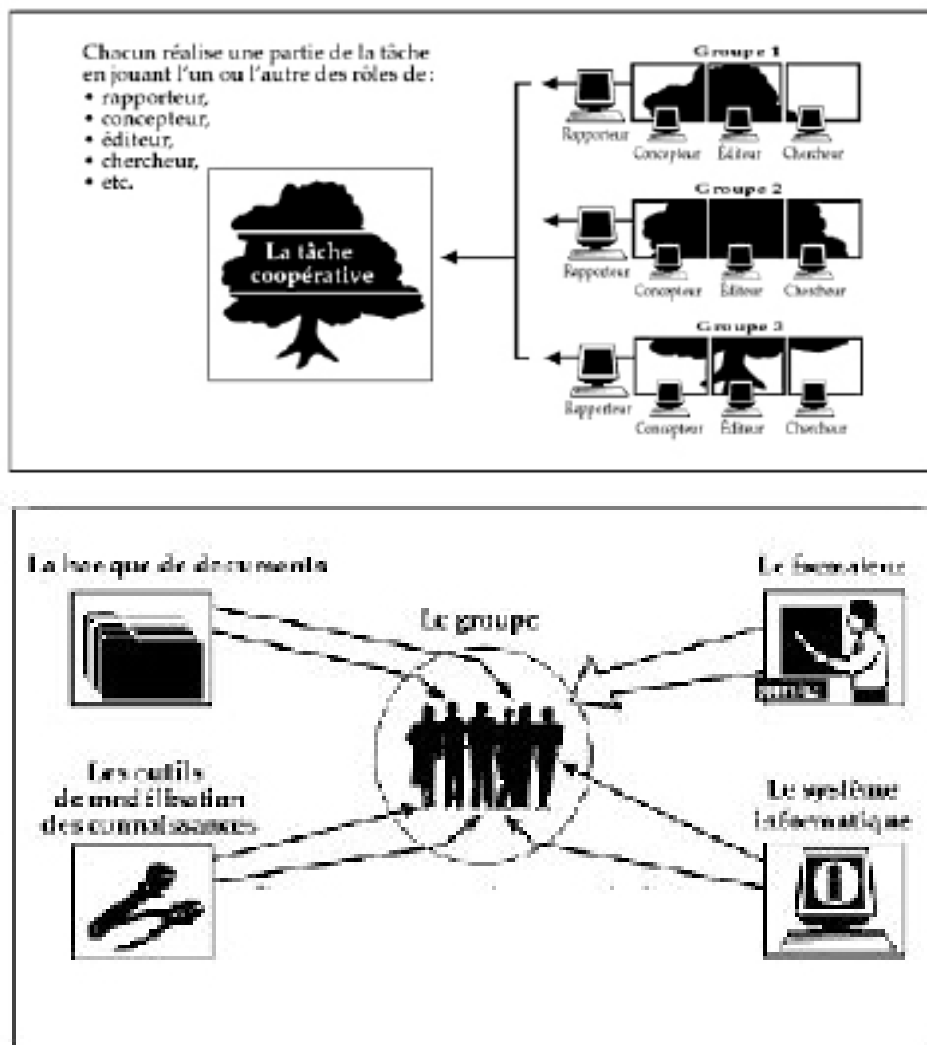 Chacun réalise une partie de la tâche
en jouant l'un ou l'autre des rôles de :
• rapporteur,
• concepteur,
• éditeur,
• chercheur,
• etc.
La tâche
coopérative
Groupe 1
Rapporteur
Concepteur Éditeur Chercheur
Groupe 2
Rapporteur
Concepteur Éditeur Chercheur
Groupe 3
Rapporteur
Concepteur Éditeur Chercheur
La banque de documents
Le formateur
Le groupe
Les outils
de modélisation
des connaissances
Le système
informatique